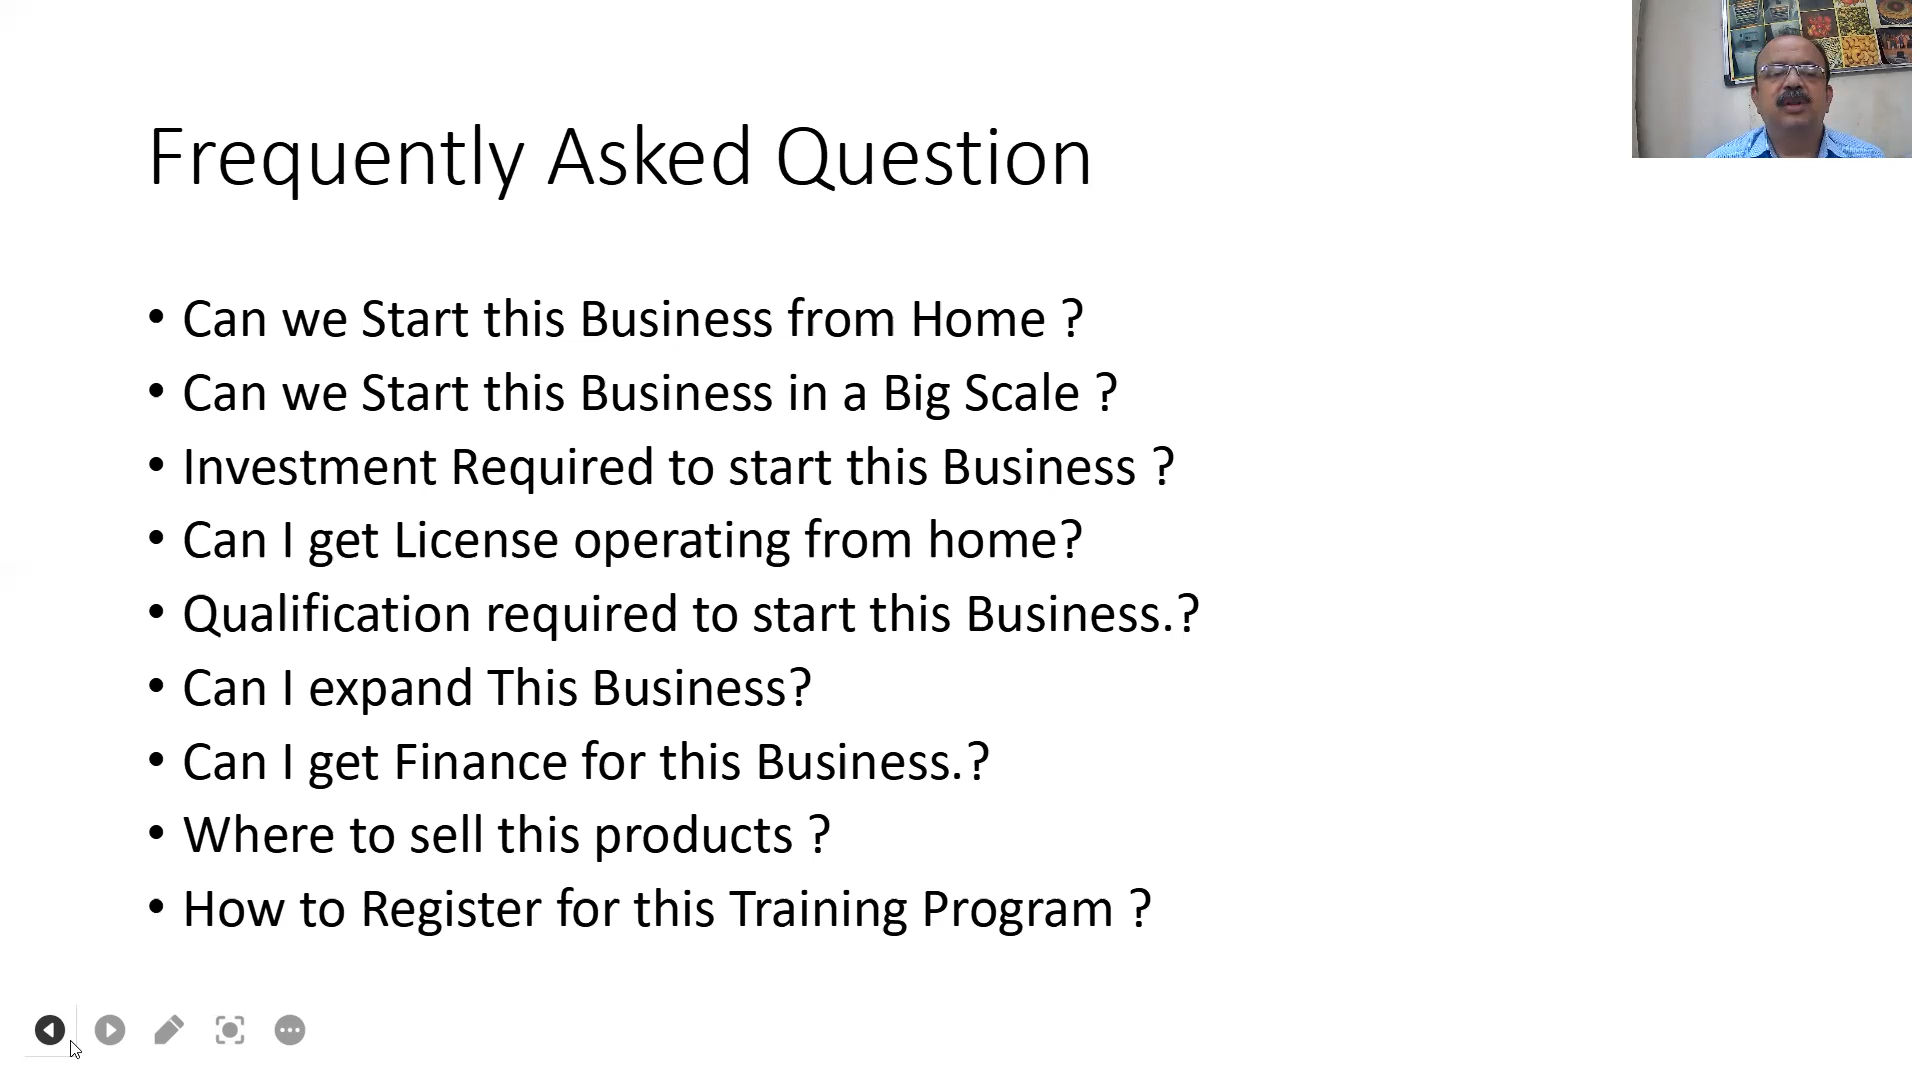 Frequently Asked Question
• Can we Start this Business from Home ?
• Can we Start this Business in a Big Scale ?
• Investment Required to start this Business ?
• Can I get License operating from home?
• Qualification required to start this Business.?
• Can I expand This Business?
• Can I get Finance for this Business.?
• Where to sell this products ?
• How to Register for this Training Program ?